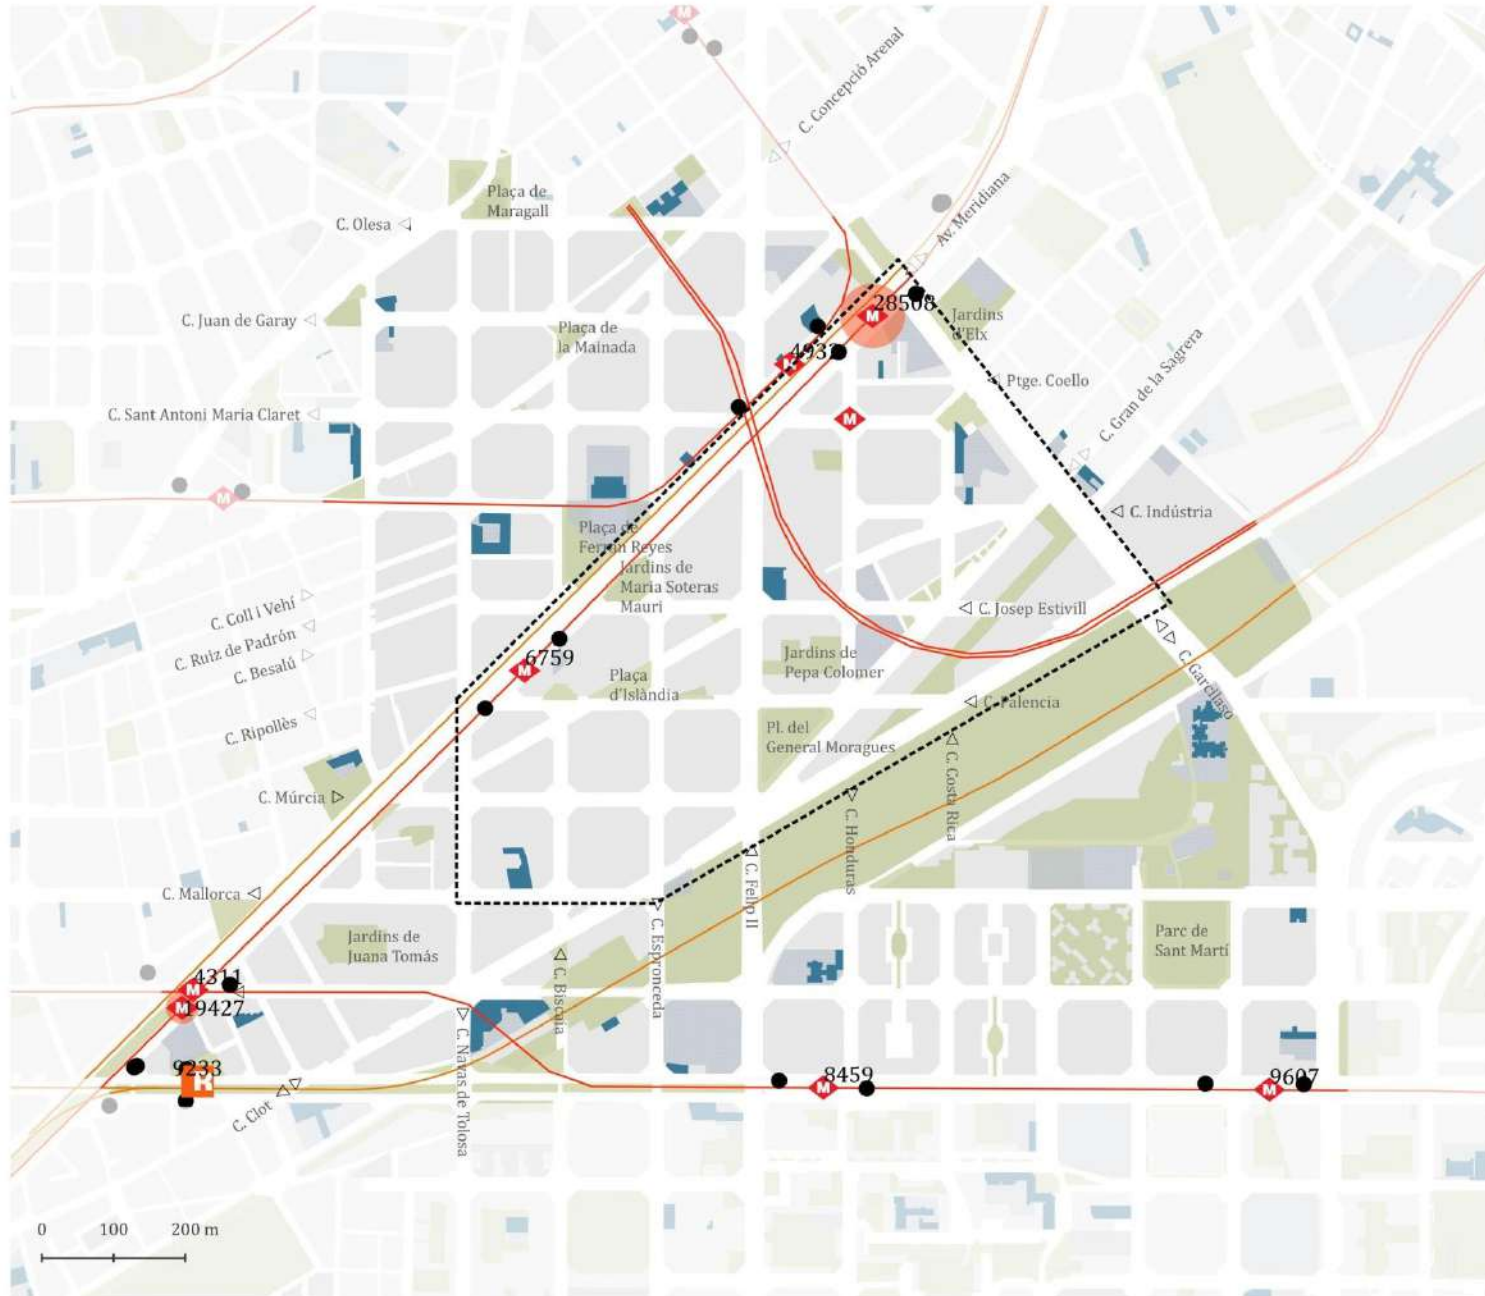 M
C. Concepció Arenal
Plaça de
Maragall
C. Olesa
Av. Meridiana
28508
M
C. Juan de Garay
Plaça de
la Mainada
Jardins
d'Elx
M
Ptge. Coello
C. Gran de la Sagrera
C. Sant Antoni Maria Claret
M
M
C. Indústria
Plaça de
Ferran Reyes
Jardins de
Maria Soteras
Mauri
C. Coll i Vehí
C. Ruiz de Padrón
C. Besalú
C. Josep Estivill
6759
M
Jardins de
Pepa Colomer
Plaça
d'Islàndia
C. Garcilaso
C. Palencia
C. Ripollès
Pl. del
General Moragues
C. Múrcia
C. Costa Rica
C. Honduras
C. Mallorca
C. Felip II
C. Espronceda
Jardins de
Juana Tomás
Parc de
Sant Martí
C. Biscaia
4311
M
M
19427
C. Navas de Tolosa
9233
R
C. Clot
8459
M
9607
M
0 100 200 m